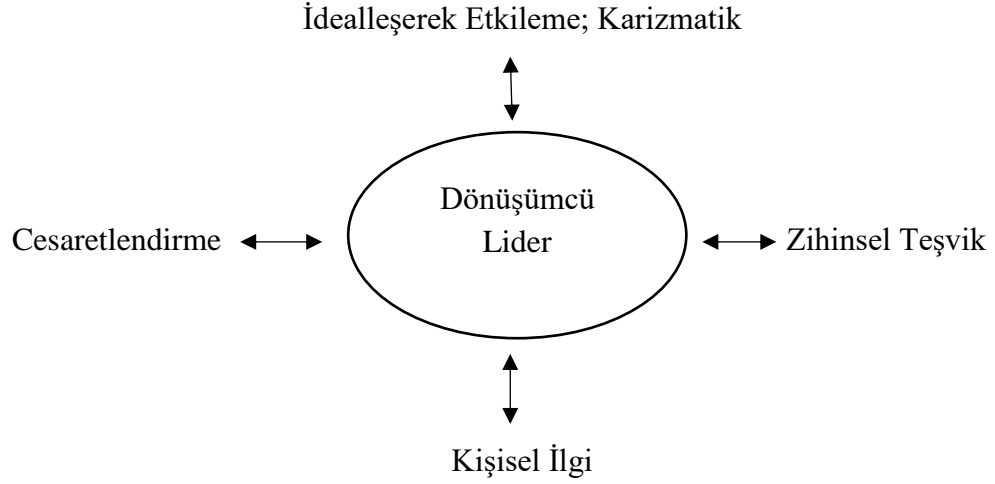 İdealleşerek Etkileme; Karizmatik
Dönüşümcü
Lider
Cesaretlendirme
Zihinsel Teşvik
Kişisel İlgi